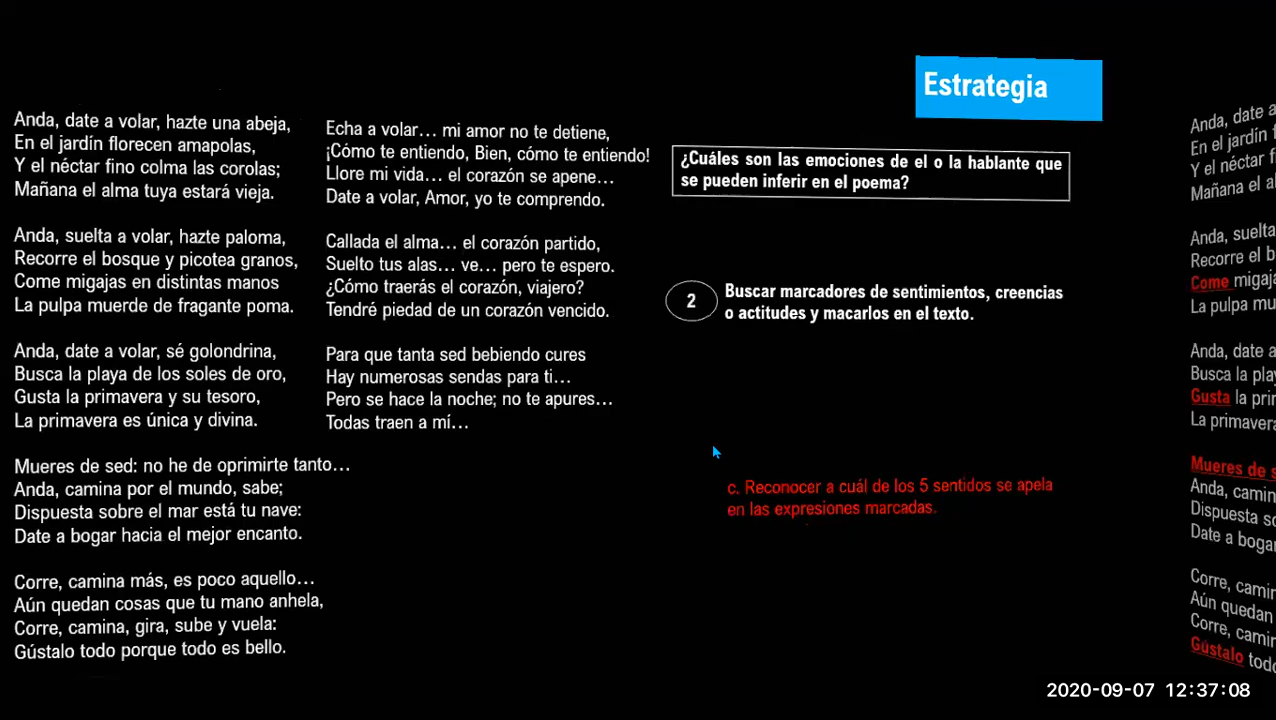 Estrategia
Anda, date a volar, hazte una abeja,
En el jardín florecen amapolas,
Y el néctar fino colma las corolas;
Mañana el alma tuya estará vieja.
Anda, suelta a volar, hazte paloma,
Recorre el bosque y picotea granos,
Come migajas en distintas manos
La pulpa muerde de fragante poma.
Anda, date a volar, sé golondrina,
Busca la playa de los soles de oro,
Gusta la primavera y su tesoro,
La primavera es única y divina.
Mueres de sed: no he de oprimirte tanto…
Anda, camina por el mundo, sabe;
Dispuesta sobre el mar está tu nave:
Date a bogar hacia el mejor encanto.
Corre, camina más, es poco aquello…
Aún quedan cosas que tu mano anhela,
Corre, camina, gira, sube y vuela:
Gústalo todo porque todo es bello.
Echa a volar… mi amor no te detiene,
¡Cómo te entiendo, Bien, cómo te entiendo!
Llore mi vida… el corazón se apene…
Date a volar, Amor, yo te comprendo.
Callada el alma… el corazón partido,
Suelto tus alas… ve… pero te espero.
¿Cómo traerás el corazón, viajero?
Tendré piedad de un corazón vencido.
Para que tanta sed bebiendo cures
Hay numerosas sendas para ti…
Pero se hace la noche; no te apures…
Todas traen a mí…
¿Cuáles son las emociones de el o la hablante que
se pueden inferir en el poema?
2
Buscar marcadores de sentimientos, creencias
o actitudes y macarlos en el texto.
c. Reconocer a cuál de los 5 sentidos se apela
en las expresiones marcadas.
Anda, date a
En el jardín
Y el néctar
Mañana el
Anda, suelta
Recorre el
Come migaja
La pulpa
Anda, date a
Busca la
Gusta la
La primavera
Mueres de
Anda, camin
Dispuesta
Date a
Corre, camin
Aún quedan
Corre, camin
Gústalo
2020-09-07 12:37:08